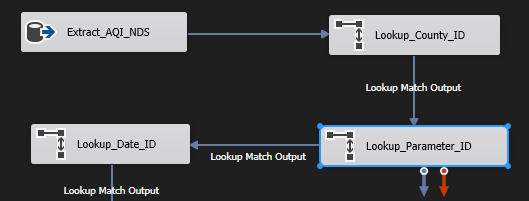 Extract_AQI_NDS
Lookup_County_ID
Lookup Match Output
Lookup_Parameter_ID
Lookup Match Output
Lookup_Date_ID
Lookup Match Output